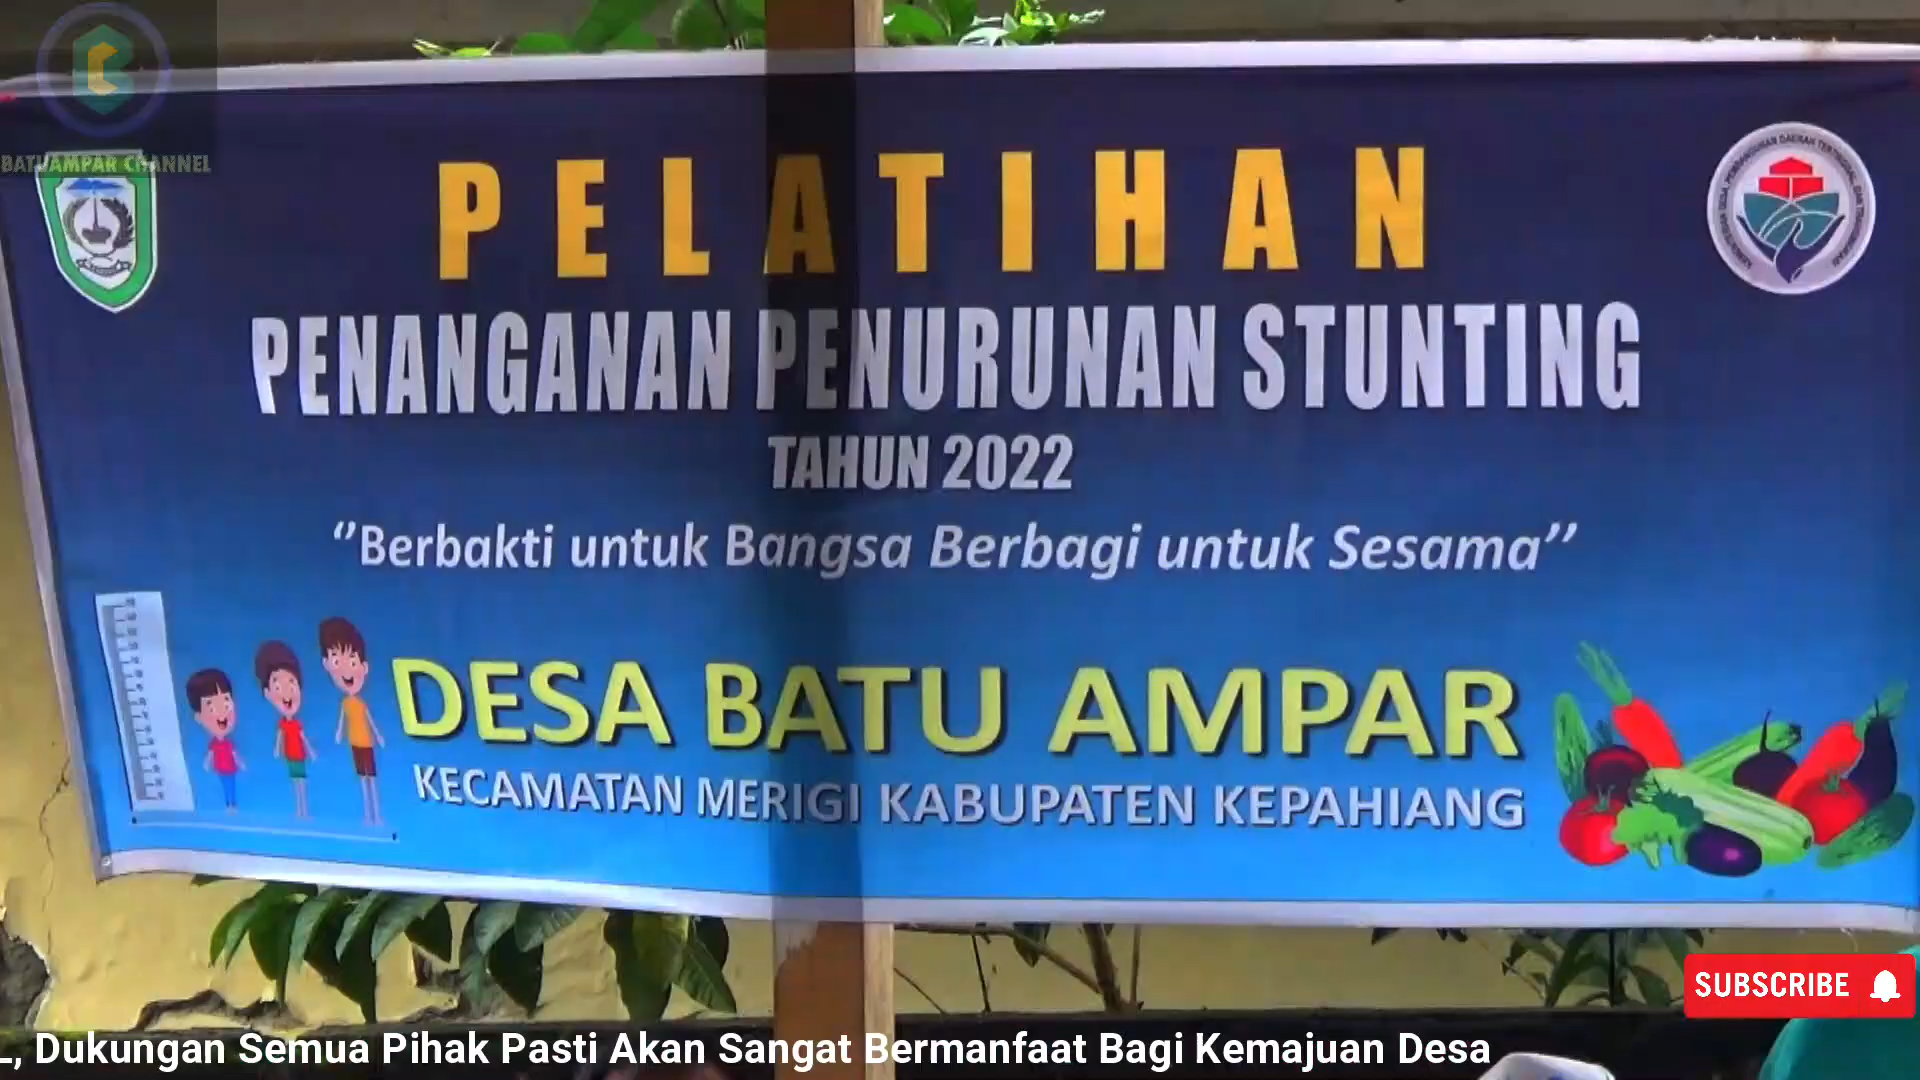 BATUAMPAR CHANNEL
PELATIHAN
PENANGANAN PENURUNAN STUNTING
TAHUN 2022
‘’Berbakti untuk Bangsa Berbagi untuk Sesama’’
DESA BATU AMPAR
KECAMATAN MERIGI KABUPATEN KEPAHIANG
SUBSCRIBE
L, Dukungan Semua Pihak Pasti Akan Sangat Bermanfaat Bagi Kemajuan Desa